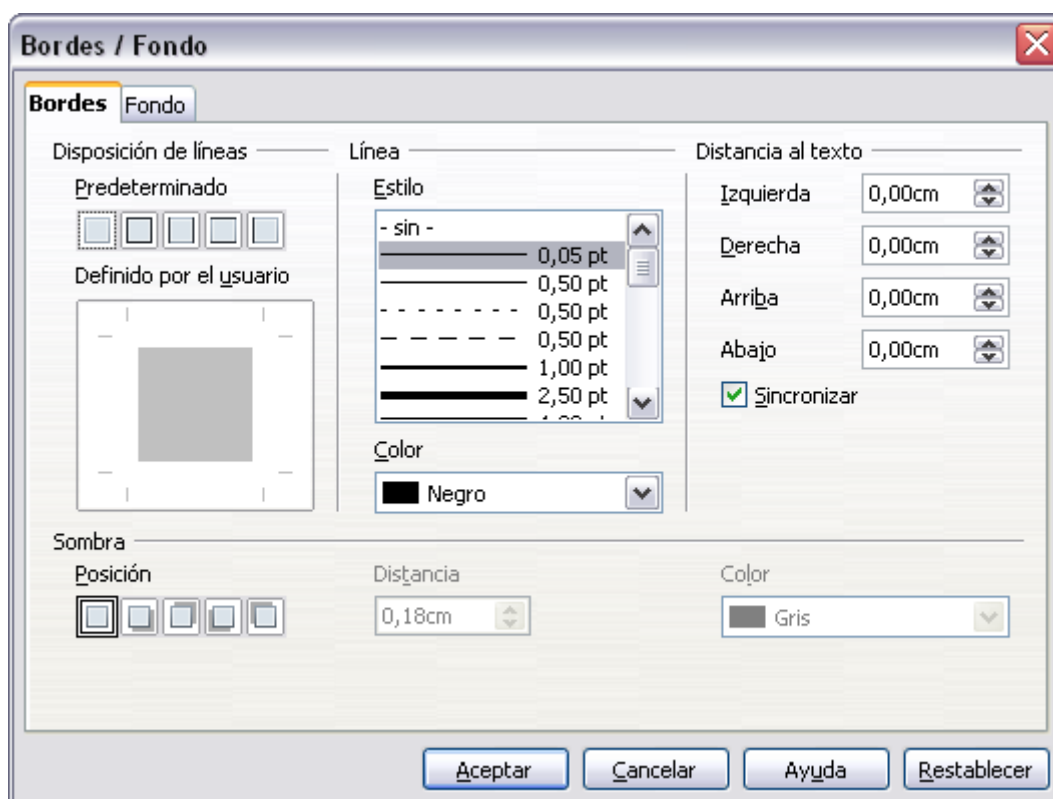 Bordes / Fondo
Bordes
Fondo
Disposición de líneas
Predeterminado
Definido por el usuario
Línea
Estilo
- sin -
0,05 pt
0,50 pt
0,50 pt
0,50 pt
1,00 pt
2,50 pt
Color
Negro
Distancia al texto
Izquierda
0,00cm
Derecha
0,00cm
Arriba
0,00cm
Abajo
0,00cm
Sincronizar
Sombra
Posición
Distancia
0,18cm
Color
Gris
Aceptar
Cancelar
Ayuda
Restablecer